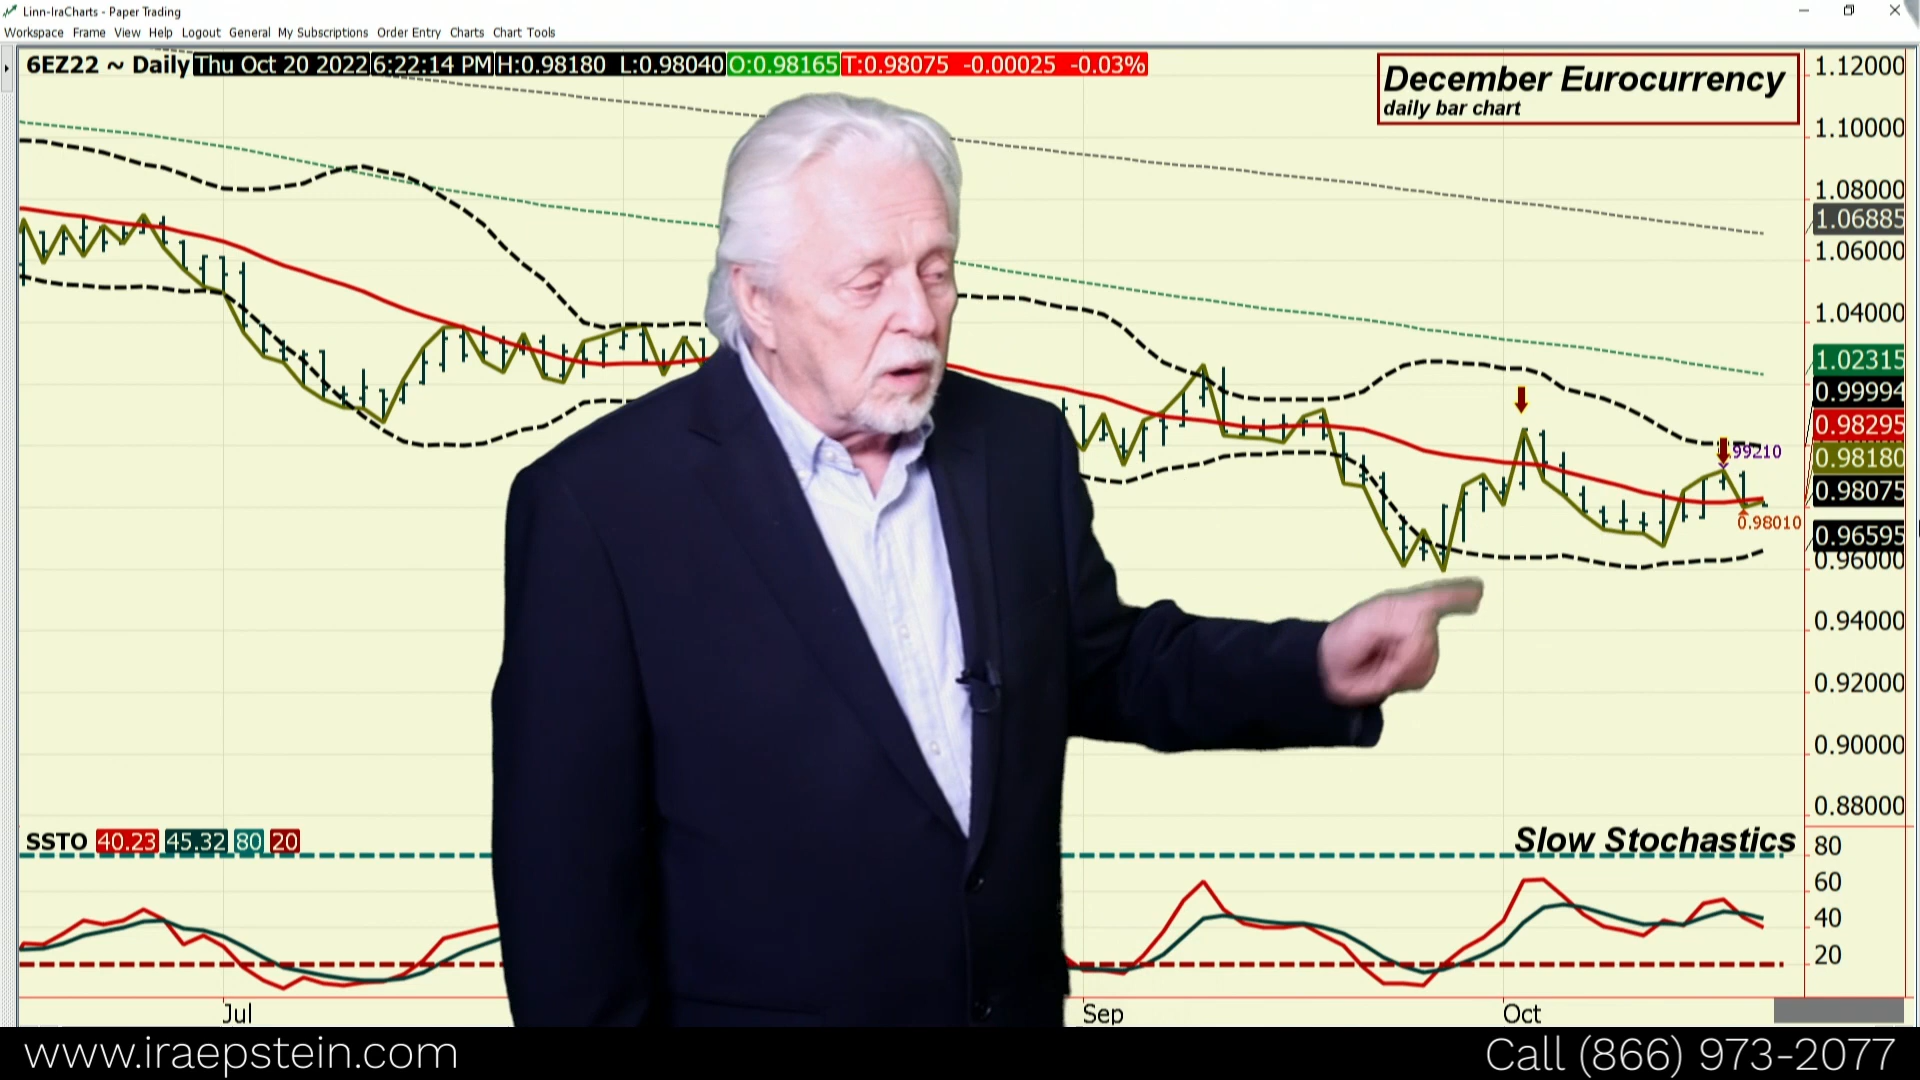 Linn-IraCharts - Paper Trading
Workspace Frame View Help Logout General My Subscriptions Order Entry Charts Chart Tools
6EZ22 ~ Daily Thu Oct 20 2022 6:22:14 PM H:0.98180 L:0.98040 O:0.98165 T:0.98075 -0.00025 -0.03%
December Eurocurrency
daily bar chart
1.12000
1.10000
1.08000
1.06885
1.06000
1.04000
1.02315
0.99994
0.98295
0.98180
0.98075
0.96595
0.96000
0.94000
0.92000
0.90000
0.88000
99210
0.98010
SSTO 40.23 45.32 80 20
Slow Stochastics
80
60
40
20
Jul Sep Oct
www.iraepstein.com Call (866) 973-2077